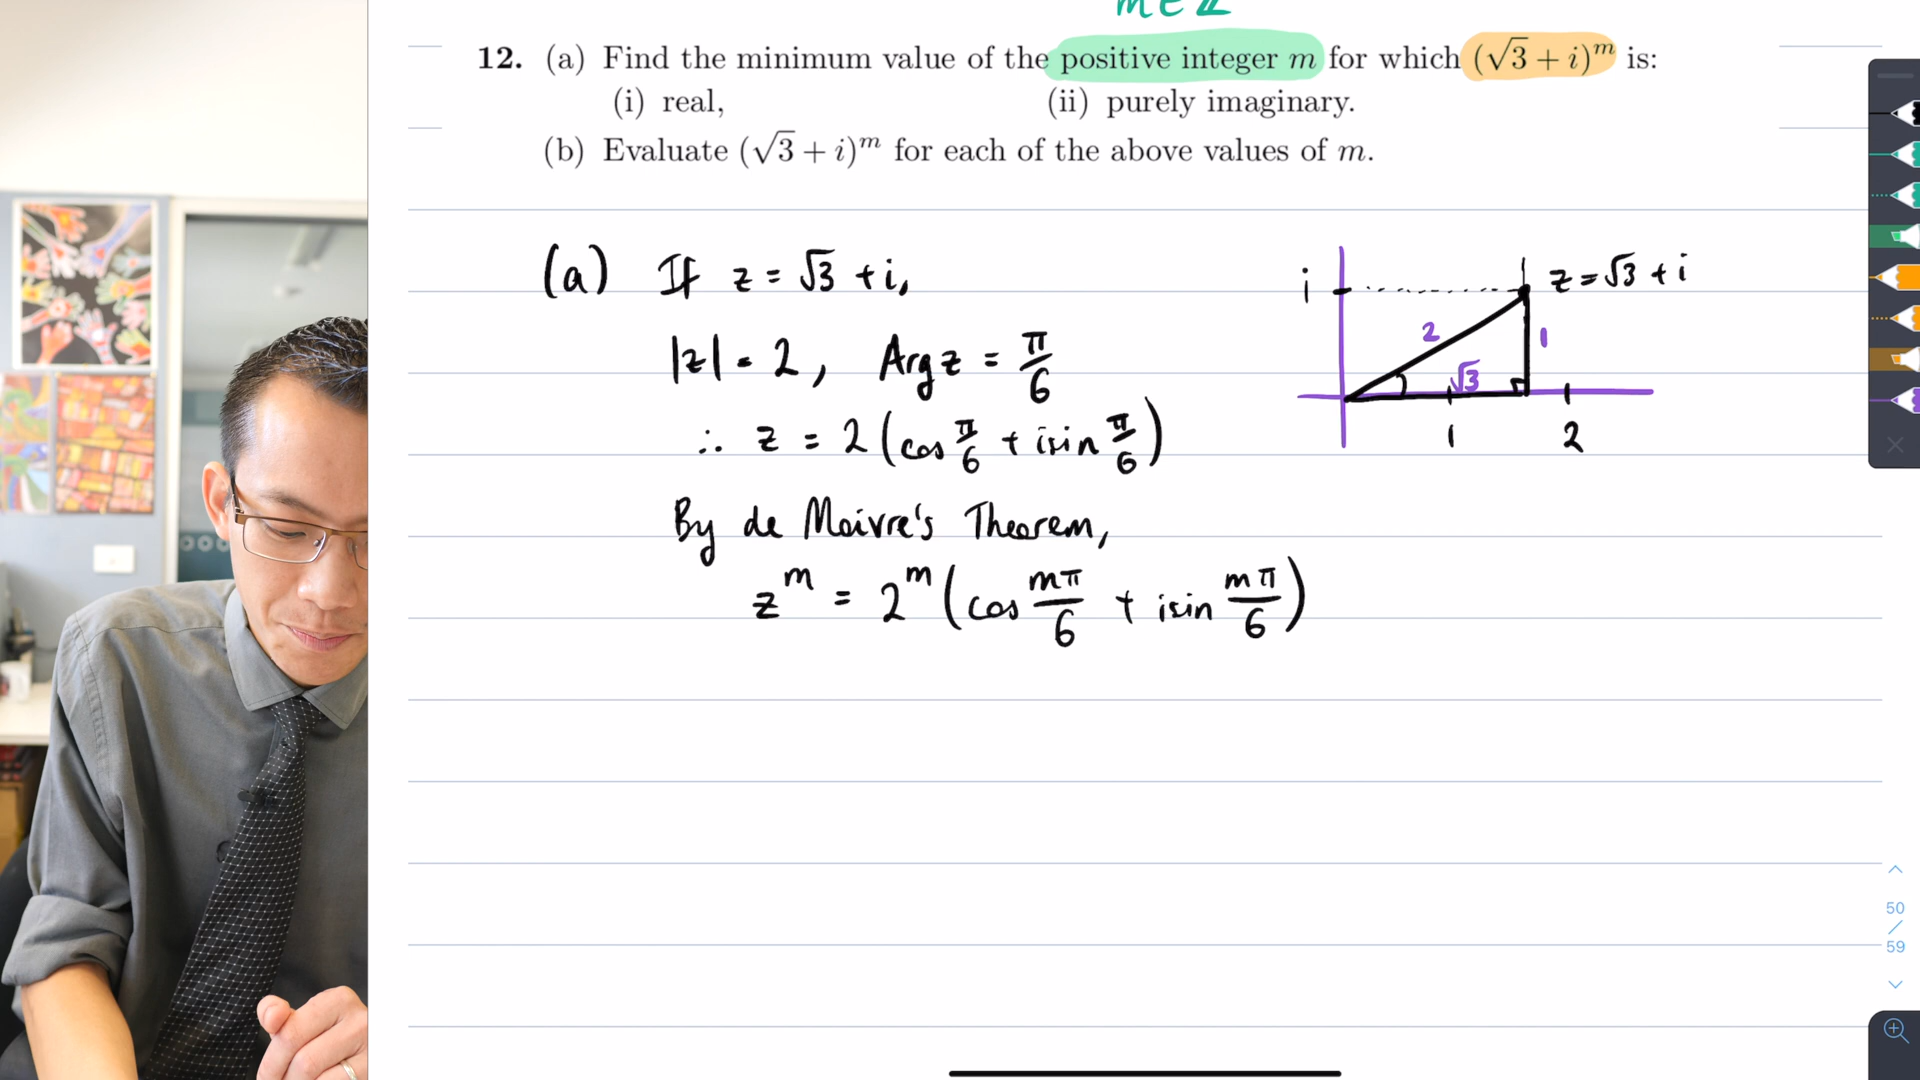 m ∈ ℤ
12. (a) Find the minimum value of the positive integer m for which (√3 + i)^m is:
(i) real, (ii) purely imaginary.
(b) Evaluate (√3 + i)^m for each of the above values of m.
(a) If z = √3 + i,
|z| = 2, Arg z = π/6
∴ z = 2(cos π/6 + isin π/6)
By de Moivre's Theorem,
z^m = 2^m (cos mπ/6 + isin mπ/6)
i z = √3 + i
2 1
√3
1 2
50
/
59